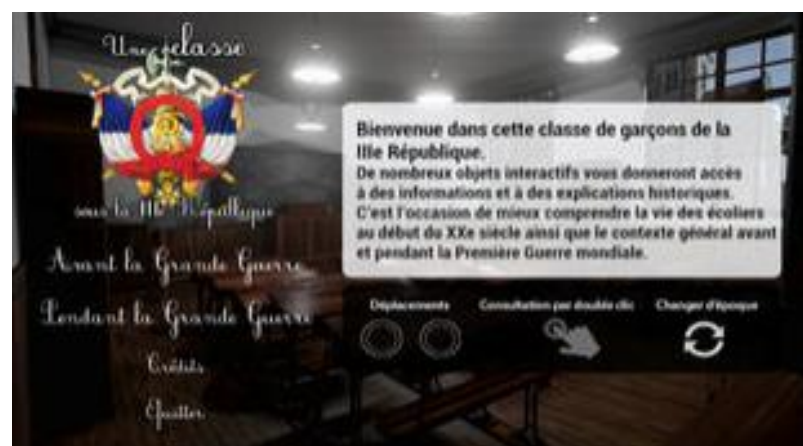 Une classe
sous la IIIe République
Avant la Grande Guerre
Pendant la Grande Guerre
Crédits
Quitter
Bienvenue dans cette classe de garçons de la
IIIe République.
De nombreux objets interactifs vous donneront accès
à des informations et à des explications historiques.
C'est l'occasion de mieux comprendre la vie des écoliers
au début du XXe siècle ainsi que le contexte général avant
et pendant la Première Guerre mondiale.
Déplacements
Consultation par double clic
Changer d'époque